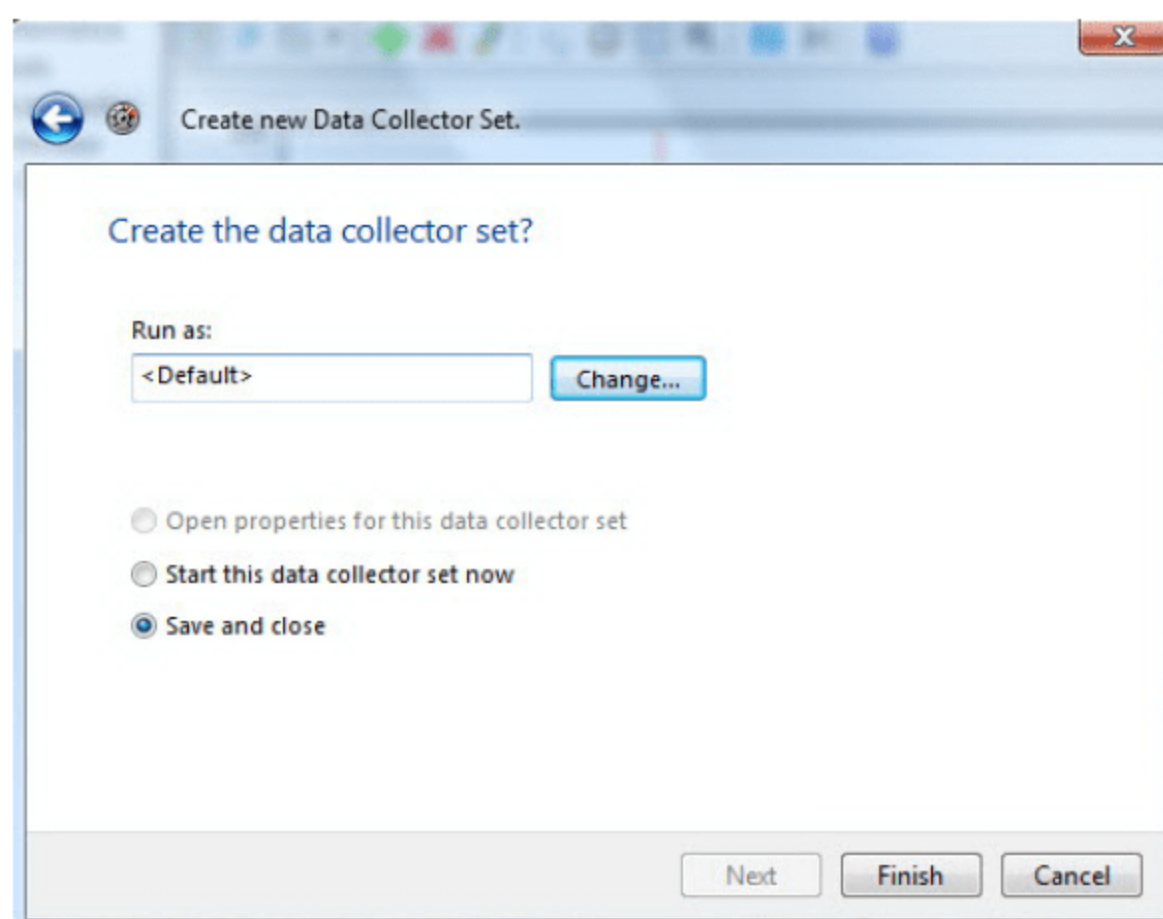 Create new Data Collector Set.
Create the data collector set?
Run as:
<Default>
Change...
Open properties for this data collector set
Start this data collector set now
Save and close
Next
Finish
Cancel